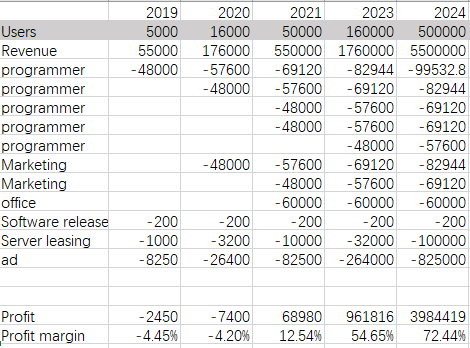 2019 2020 2021 2023 2024
Users 5000 16000 50000 160000 500000
Revenue 55000 176000 550000 1760000 5500000
programmer -48000 -57600 -69120 -82944 -99532.8
programmer -48000 -57600 -69120 -82944
programmer -48000 -57600 -69120
programmer -48000 -57600 -69120
programmer -48000 -57600
Marketing -48000 -57600 -69120 -82944
Marketing -48000 -57600 -69120
office -60000 -60000 -60000
Software release -200 -200 -200 -200 -200
Server leasing -1000 -3200 -10000 -32000 -100000
ad -8250 -26400 -82500 -264000 -825000
Profit -2450 -7400 68980 961816 3984419
Profit margin -4.45% -4.20% 12.54% 54.65% 72.44%